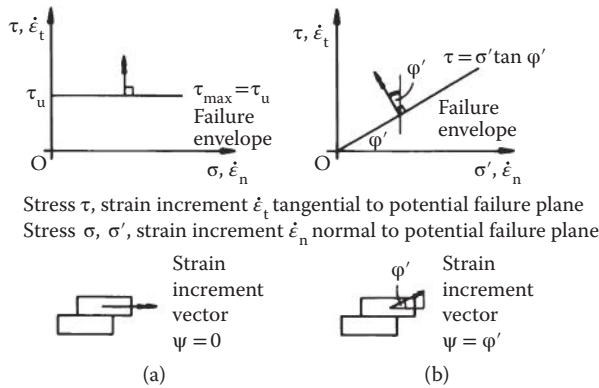 τ, ε̇t
τu
τmax = τu
Failure
envelope
O
σ, ε̇n
τ, ε̇t
φ′
τ = σ′tan φ′
Failure
envelope
φ′
O
σ′, ε̇n
Stress τ, strain increment ε̇t tangential to potential failure plane
Stress σ, σ′, strain increment ε̇n normal to potential failure plane
Strain
increment
vector
ψ = 0
(a)
φ′
Strain
increment
vector
ψ = φ′
(b)